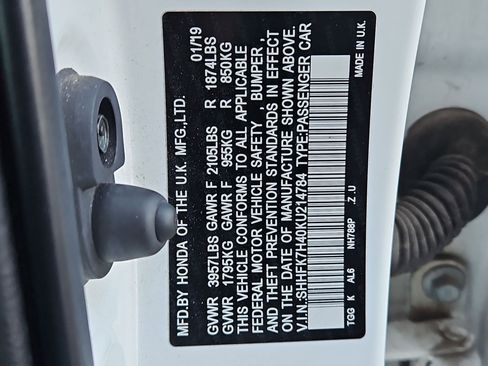 MFD.BY HONDA OF THE U.K. MFG.,LTD. 01/'19
GVWR 3957LBS GAWR F 2105LBS R 1874LBS
GVWR 1795KG GAWR F 955KG R 850KG
THIS VEHICLE CONFORMS TO ALL APPLICABLE
FEDERAL MOTOR VEHICLE SAFETY , BUMPER ,
AND THEFT PREVENTION STANDARDS IN EFFECT
ON THE DATE OF MANUFACTURE SHOWN ABOVE.
V.I.N.:SHHFK7H40KU214784 TYPE:PASSENGER CAR
TGG K AL6 NH788P .Z .U MADE IN U.K.